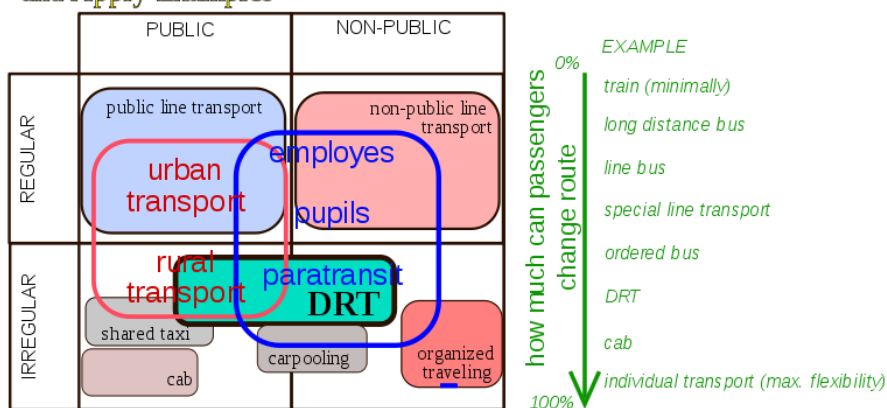 PUBLIC
NON-PUBLIC
REGULAR
public line transport
non-public line
transport
urban
transport
employes
pupils
IRREGULAR
rural
transport
paratransit
DRT
shared taxi
cab
carpooling
organized
traveling
how much can passengers
change route
0%
100%
EXAMPLE
train (minimally)
long distance bus
line bus
special line transport
ordered bus
DRT
cab
individual transport (max. flexibility)